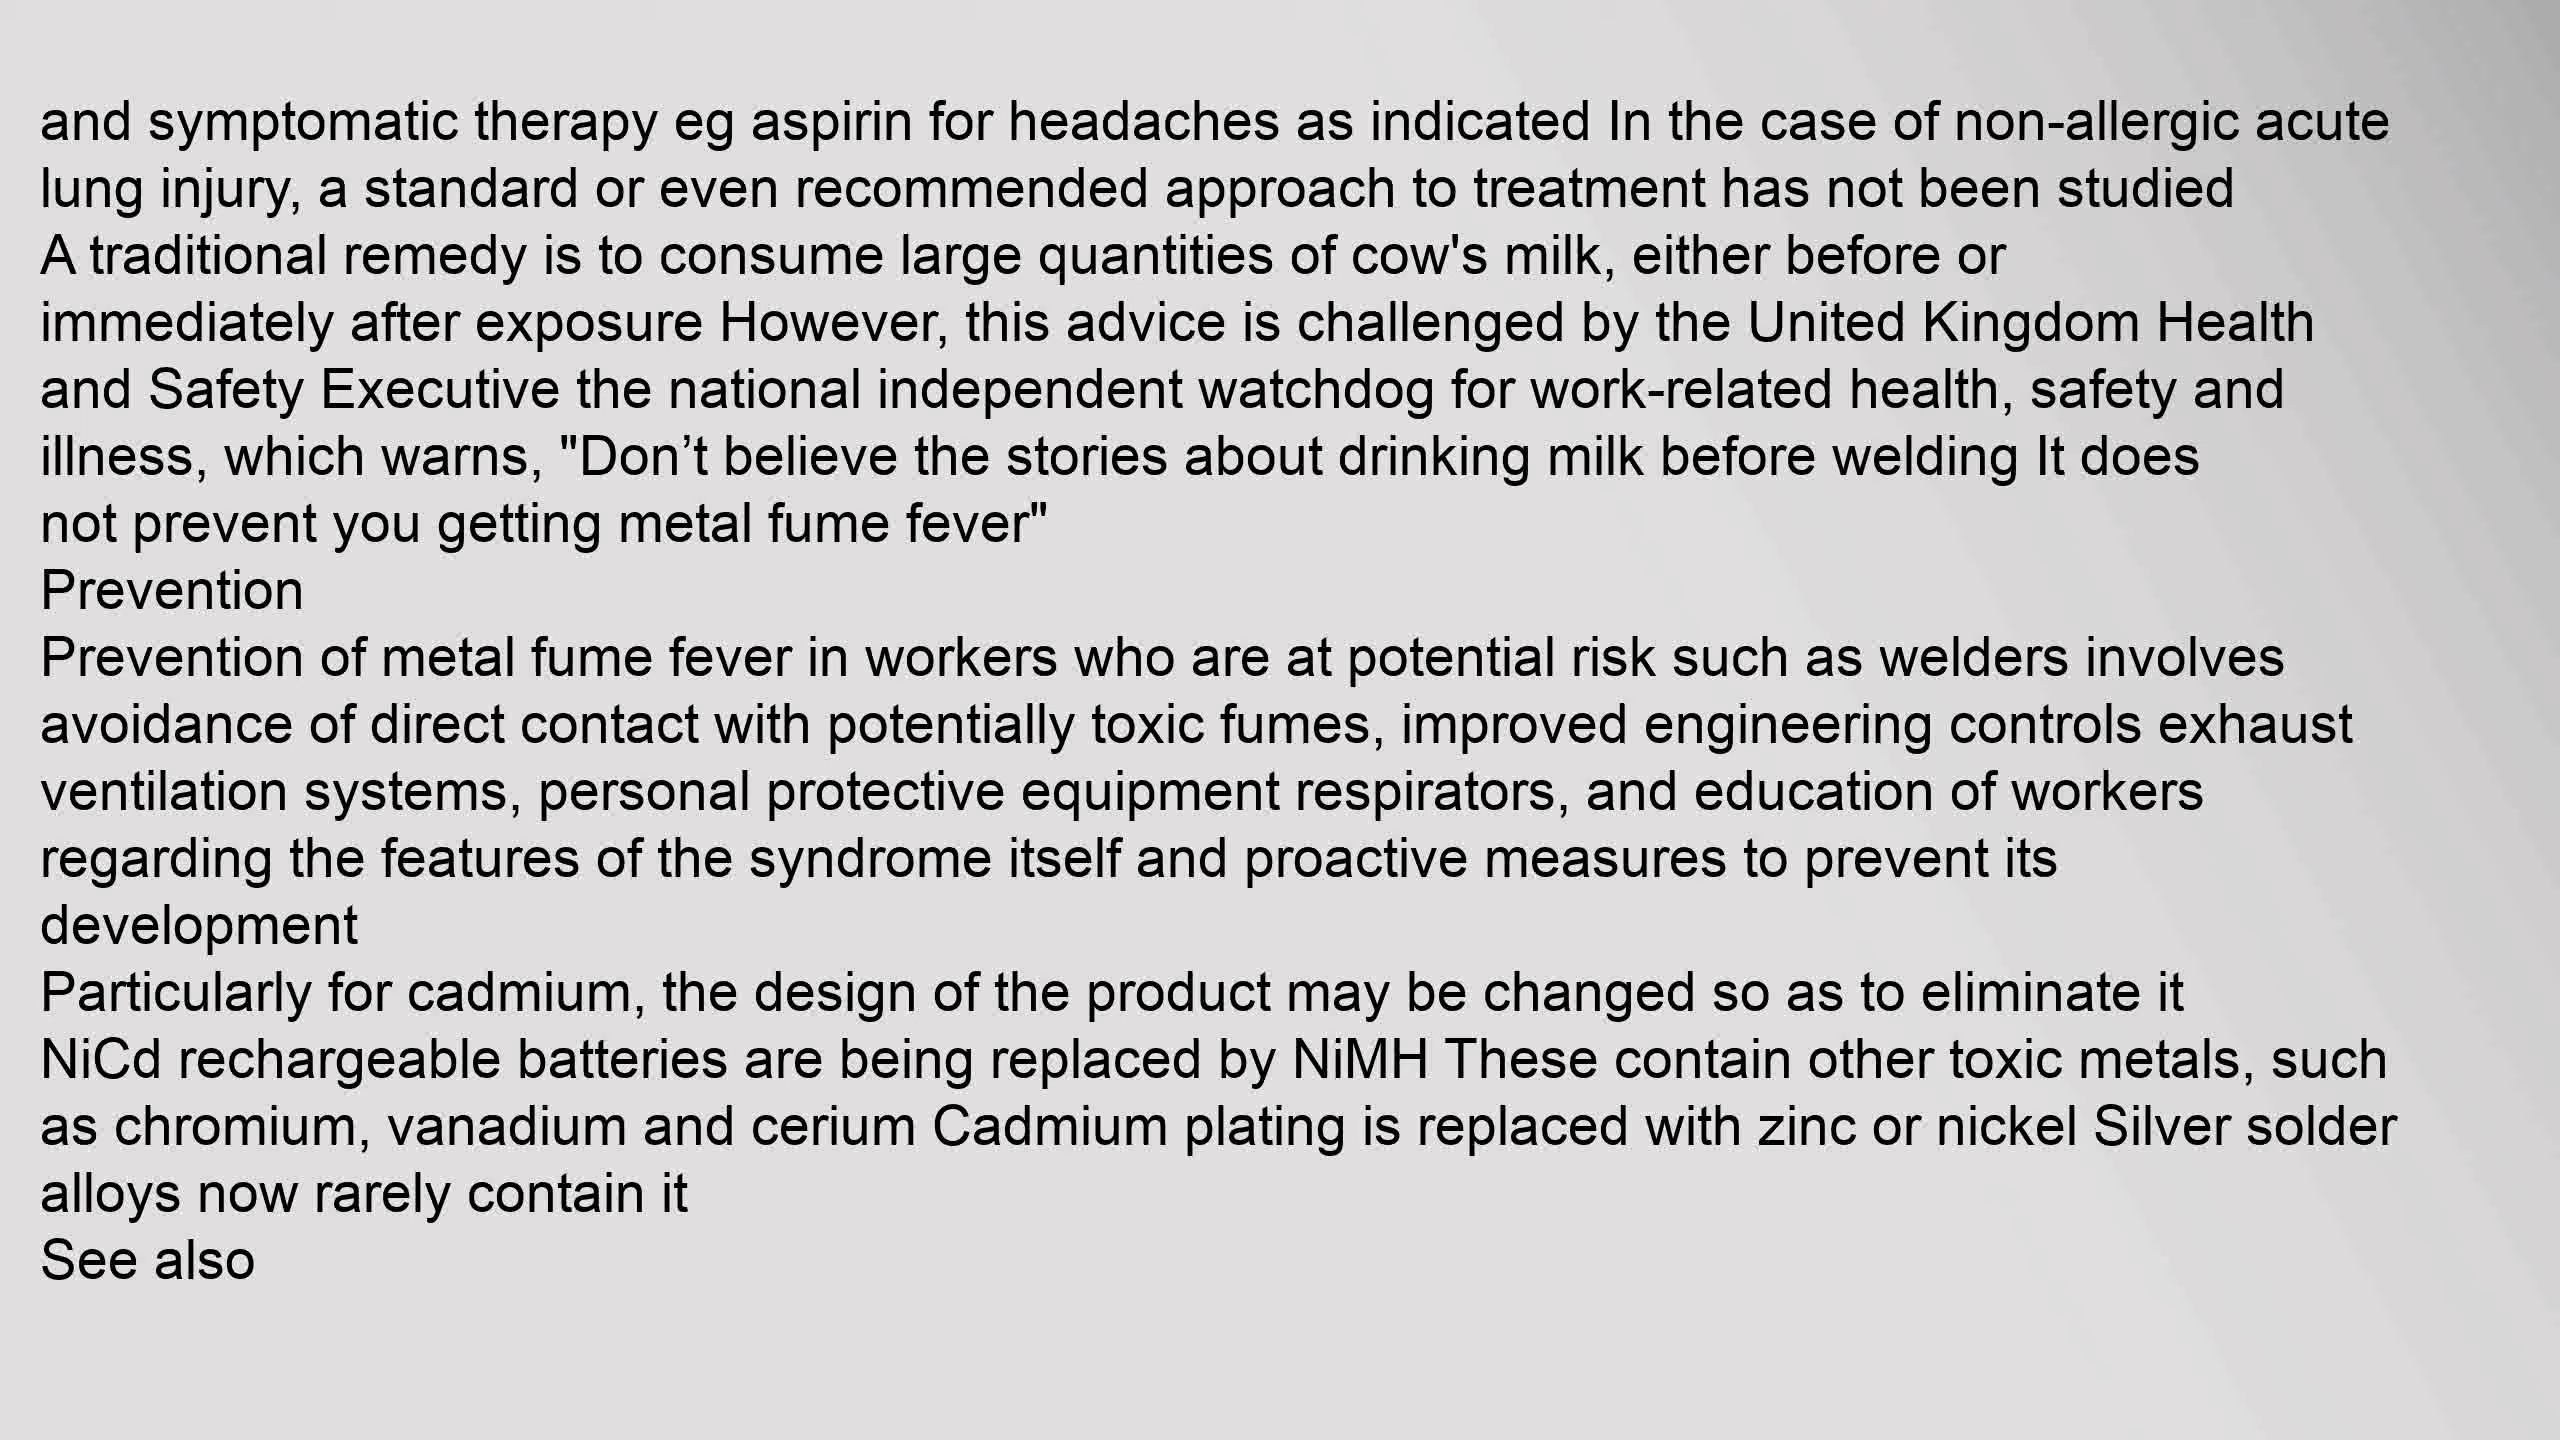 and symptomatic therapy eg aspirin for headaches as indicated In the case of non-allergic acute
lung injury, a standard or even recommended approach to treatment has not been studied
A traditional remedy is to consume large quantities of cow's milk, either before or
immediately after exposure However, this advice is challenged by the United Kingdom Health
and Safety Executive the national independent watchdog for work-related health, safety and
illness, which warns, "Don’t believe the stories about drinking milk before welding It does
not prevent you getting metal fume fever"
Prevention
Prevention of metal fume fever in workers who are at potential risk such as welders involves
avoidance of direct contact with potentially toxic fumes, improved engineering controls exhaust
ventilation systems, personal protective equipment respirators, and education of workers
regarding the features of the syndrome itself and proactive measures to prevent its
development
Particularly for cadmium, the design of the product may be changed so as to eliminate it
NiCd rechargeable batteries are being replaced by NiMH These contain other toxic metals, such
as chromium, vanadium and cerium Cadmium plating is replaced with zinc or nickel Silver solder
alloys now rarely contain it
See also